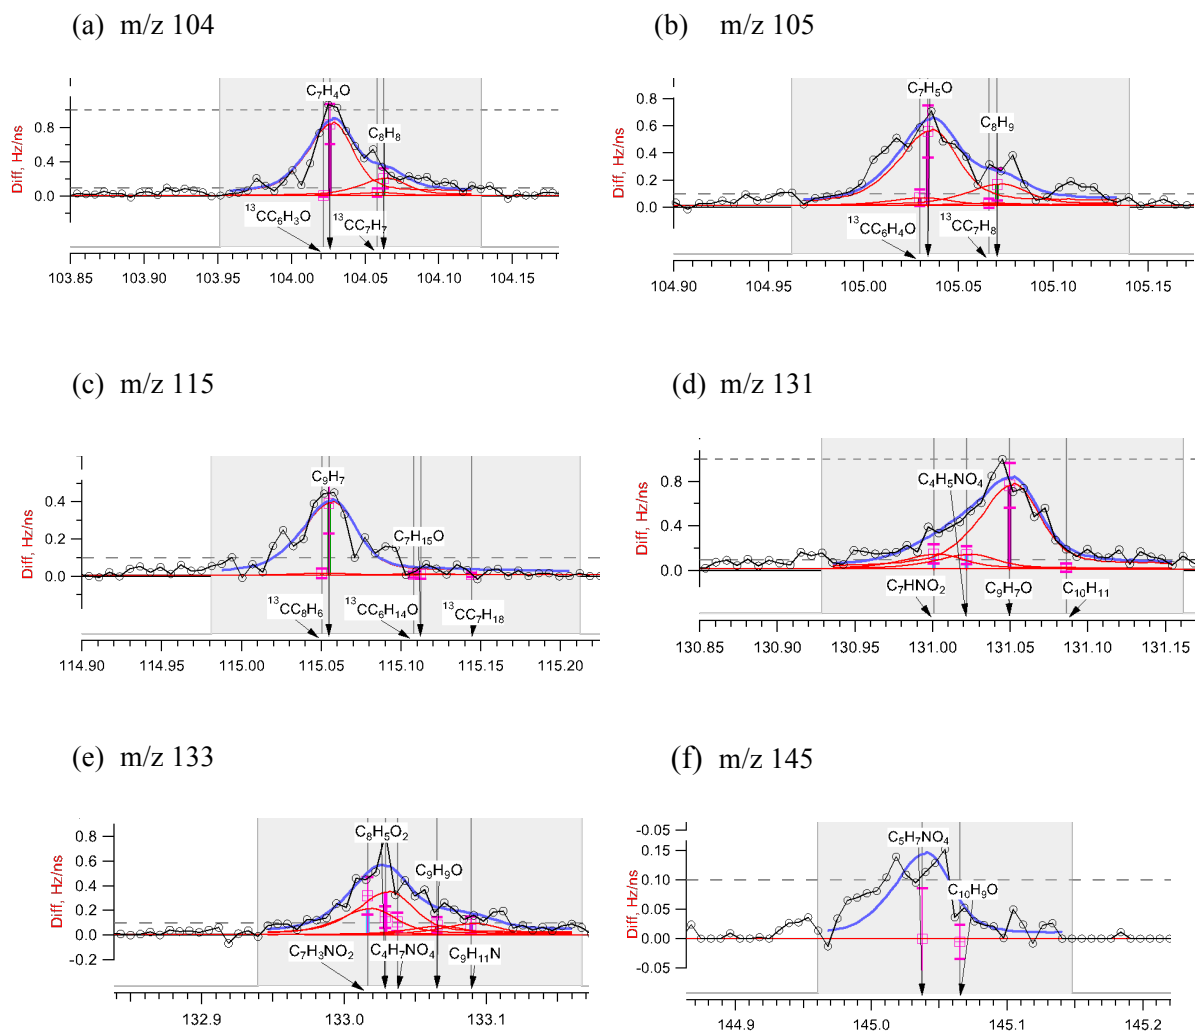 (a) m/z 104
(b) m/z 105
C7H4O
C8H8
Diff, Hz/ns
0.8
0.4
0.0
13CC6H3O
13CC7H7
103.85 103.90 103.95 104.00 104.05 104.10 104.15
C7H5O
C8H9
Diff, Hz/ns
0.8
0.6
0.4
0.2
0.0
13CC6H4O
13CC7H8
104.90 104.95 105.00 105.05 105.10 105.15
(c) m/z 115
(d) m/z 131
C9H7
C7H15O
Diff, Hz/ns
0.4
0.2
0.0
13CC8H6
13CC6H14O
13CC7H18
114.90 114.95 115.00 115.05 115.10 115.15 115.20
C4H5NO4
Diff, Hz/ns
0.8
0.4
0.0
C7HNO2
C9H7O
C10H11
130.85 130.90 130.95 131.00 131.05 131.10 131.15
(e) m/z 133
(f) m/z 145
C8H5O2
C9H9O
Diff, Hz/ns
0.8
0.6
0.4
0.2
0.0
-0.2
C7H3NO2
C4H7NO4
C9H11N
132.9 133.0 133.1
C5H7NO4
C10H9O
Diff, Hz/ns
-0.05
0.15
0.10
0.05
0.00
-0.05
144.9 145.0 145.1 145.2